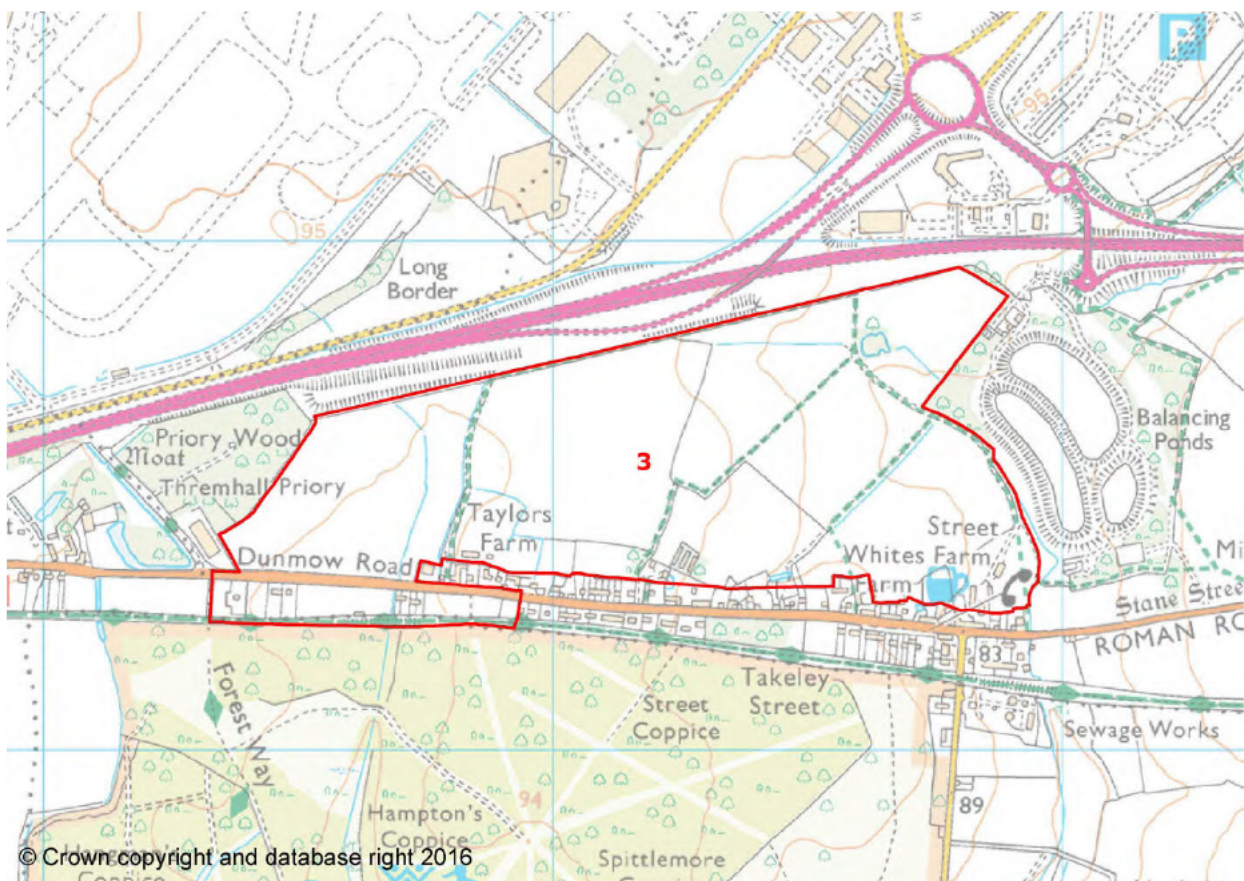 P
95
95
Long
Border
Priory Wood
Moat
Thremhall Priory
3
Balancing
Ponds
Taylors
Farm
Street
Whites Farm
Farm
Dunmow Road
Stane Stree
ROMAN RO
83
Takeley
Street
Street
Coppice
Sewage Works
Forest Way
89
94
Hampton's
Coppice
Spittlemore
© Crown copyright and database right 2016